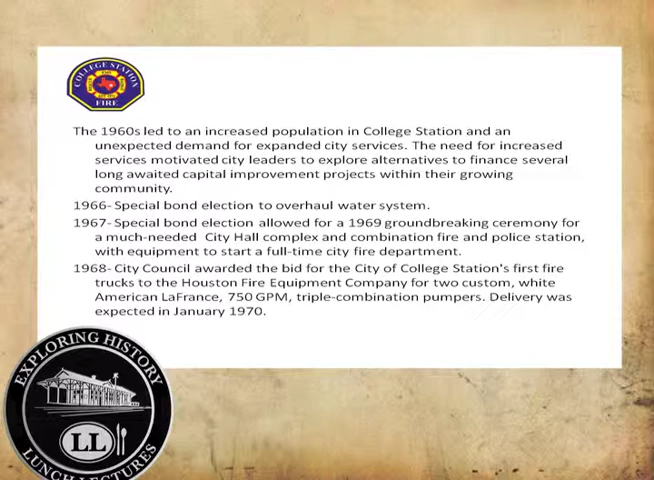 COLLEGE STATION
FIRE
The 1960s led to an increased population in College Station and an
unexpected demand for expanded city services. The need for increased
services motivated city leaders to explore alternatives to finance several
long awaited capital improvement projects within their growing
community.
1966- Special bond election to overhaul water system.
1967- Special bond election allowed for a 1969 groundbreaking ceremony for
a much-needed City Hall complex and combination fire and police station,
with equipment to start a full-time city fire department.
1968- City Council awarded the bid for the City of College Station's first fire
trucks to the Houston Fire Equipment Company for two custom, white
American LaFrance, 750 GPM, triple-combination pumpers. Delivery was
expected in January 1970.
EXPLORING HISTORY
LL
LUNCH LECTURES